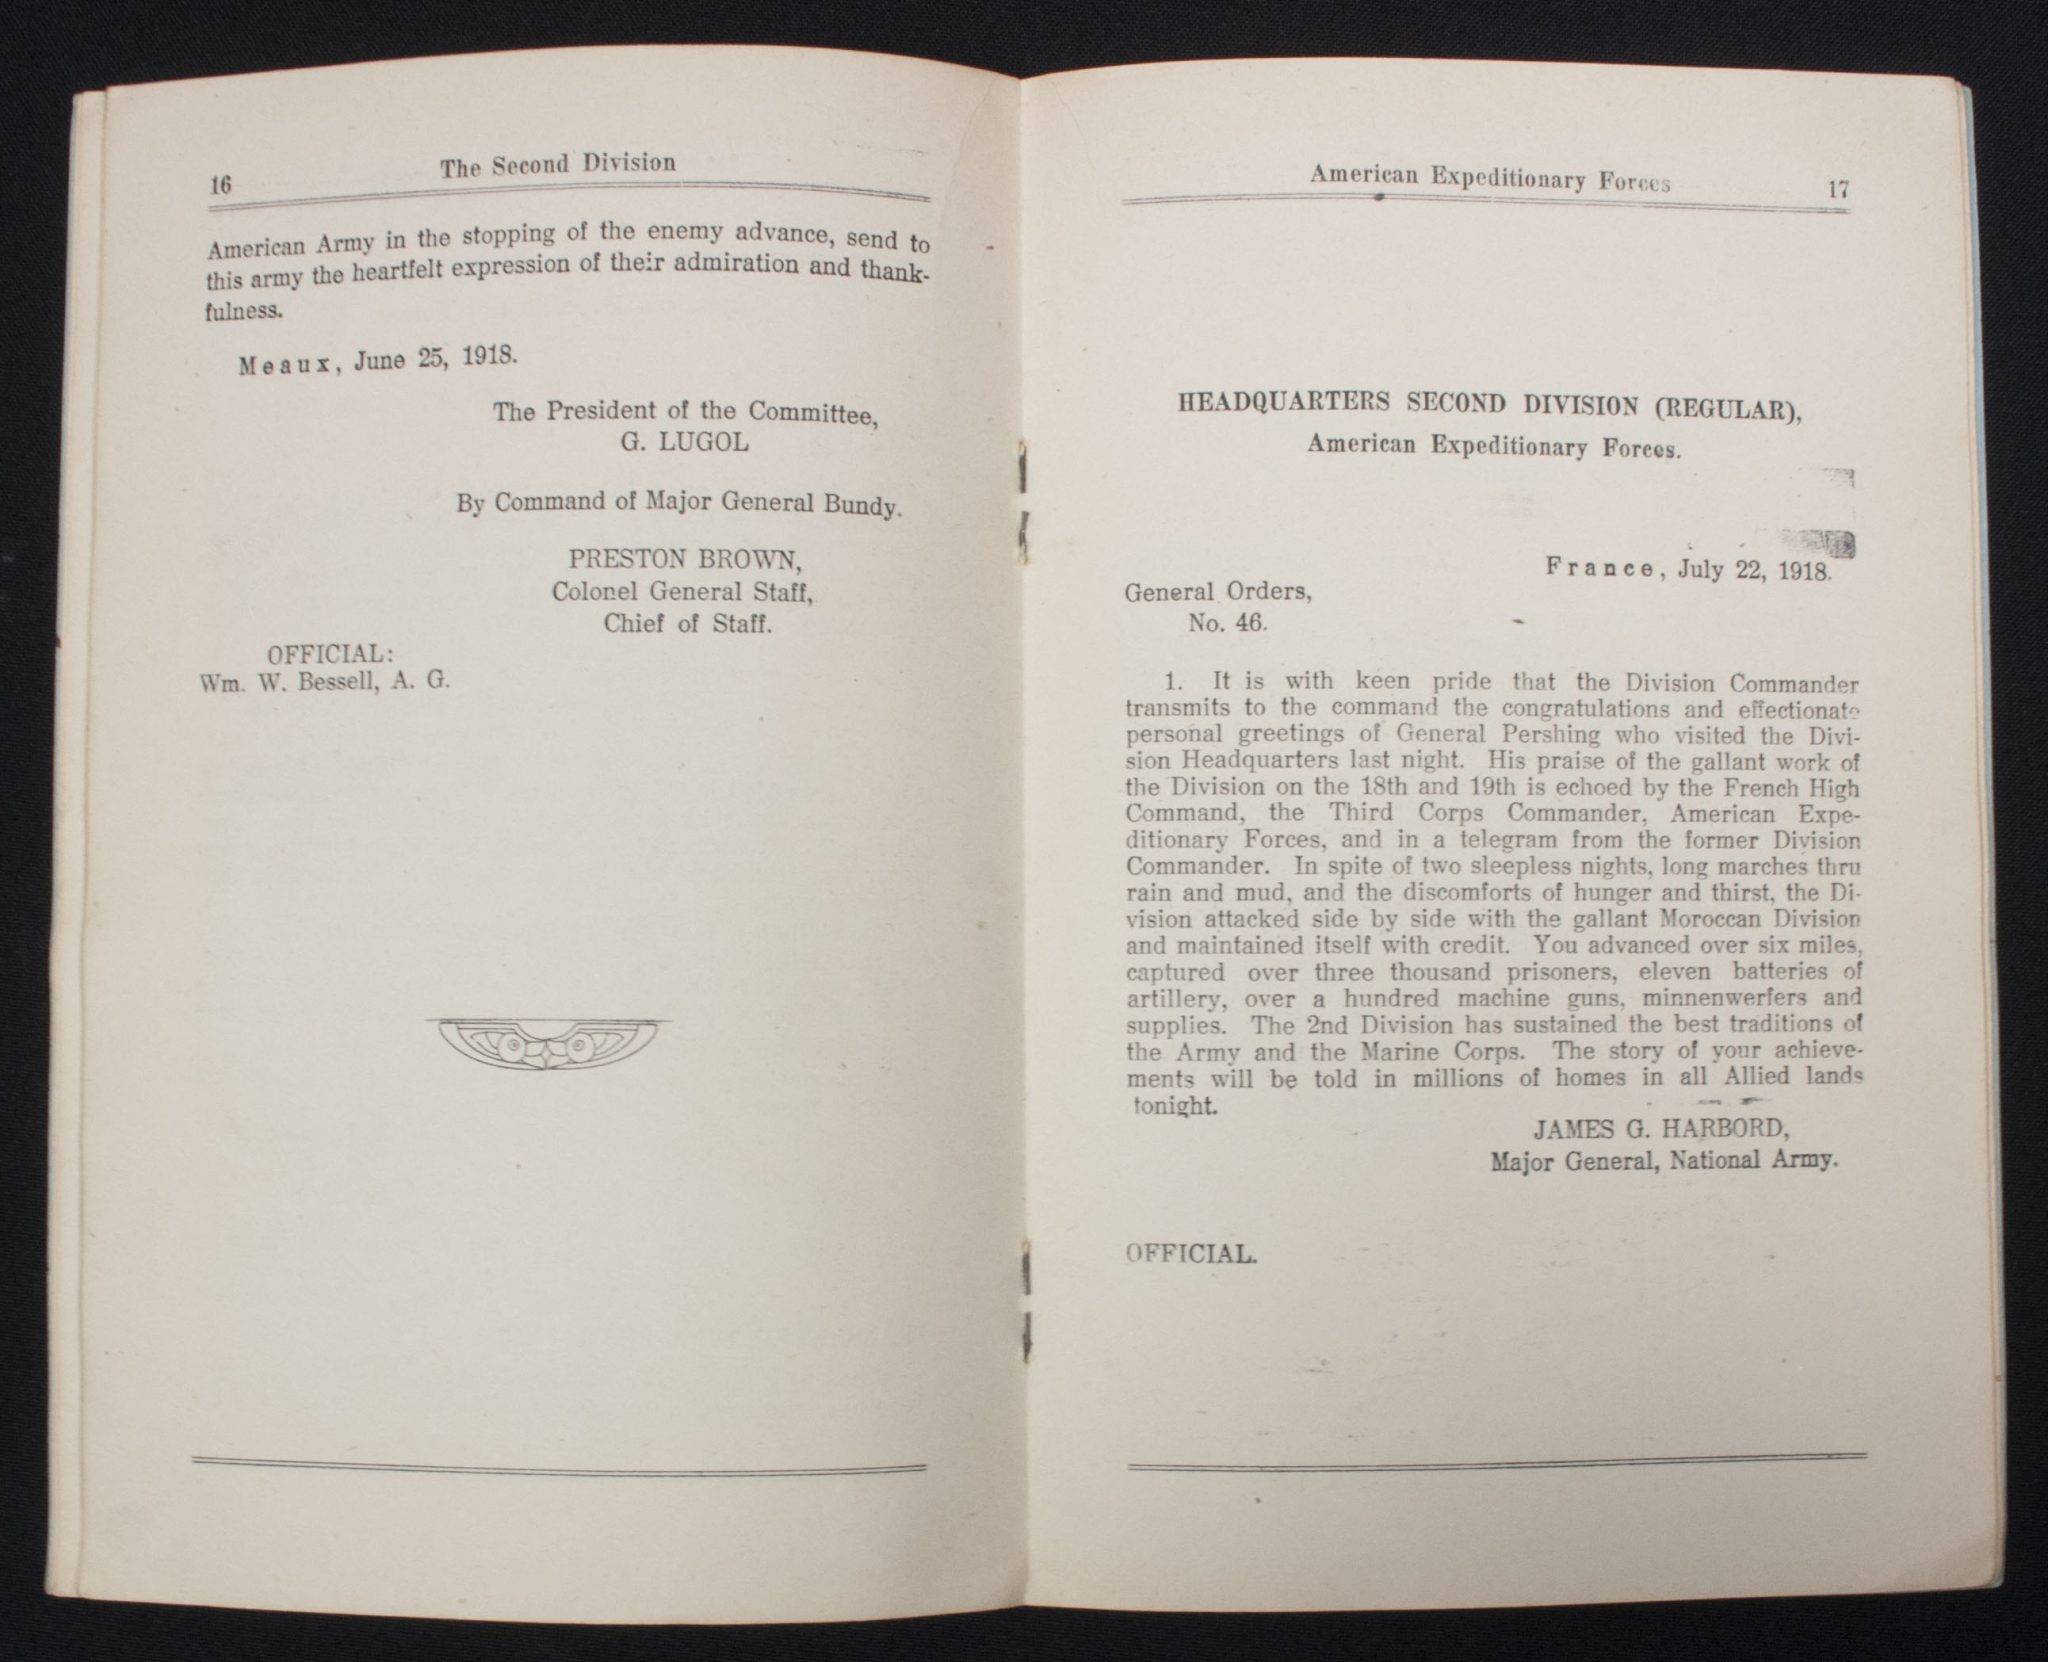 16
The Second Division
American Army in the stopping of the enemy advance, send to
this army the heartfelt expression of their admiration and thank-
fulness.
Meaux, June 25, 1918.
The President of the Committee,
G. LUGOL
By Command of Major General Bundy.
PRESTON BROWN,
Colonel General Staff,
Chief of Staff.
OFFICIAL:
Wm. W. Bessell, A. G.
American Expeditionary Forces
17
HEADQUARTERS SECOND DIVISION (REGULAR),
American Expeditionary Forces.
France, July 22, 1918.
General Orders,
No. 46.
1. It is with keen pride that the Division Commander
transmits to the command the congratulations and effectionate
personal greetings of General Pershing who visited the Divi-
sion Headquarters last night. His praise of the gallant work of
the Division on the 18th and 19th is echoed by the French High
Command, the Third Corps Commander, American Expe-
ditionary Forces, and in a telegram from the former Division
Commander. In spite of two sleepless nights, long marches thru
rain and mud, and the discomforts of hunger and thirst, the Di-
vision attacked side by side with the gallant Moroccan Division
and maintained itself with credit. You advanced over six miles,
captured over three thousand prisoners, eleven batteries of
artillery, over a hundred machine guns, minnenwerfers and
supplies. The 2nd Division has sustained the best traditions of
the Army and the Marine Corps. The story of your achieve-
ments will be told in millions of homes in all Allied lands
tonight.
JAMES G. HARBORD,
Major General, National Army.
OFFICIAL.